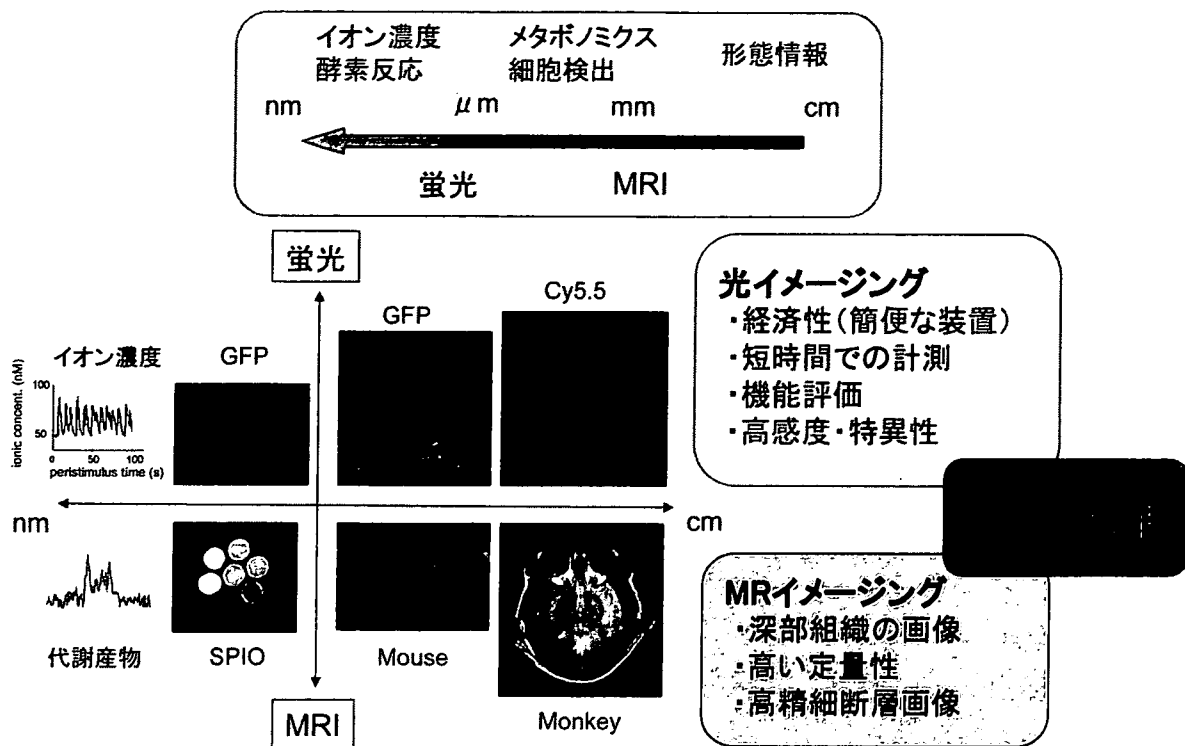 イオン濃度 メタボノミクス 形態情報
酵素反応 細胞検出
nm μm mm cm
蛍光 MRI
蛍光
光イメージング
・経済性(簡便な装置)
・短時間での計測
・機能評価
・高感度・特異性
Cy5.5
GFP
イオン濃度 GFP
ionic concent. (nM)
100
50
0 50 100
peristimulus time (s)
nm cm
代謝産物 SPIO Mouse Monkey
MRI
MRイメージング
・深部組織の画像
・高い定量性
・高精細断層画像